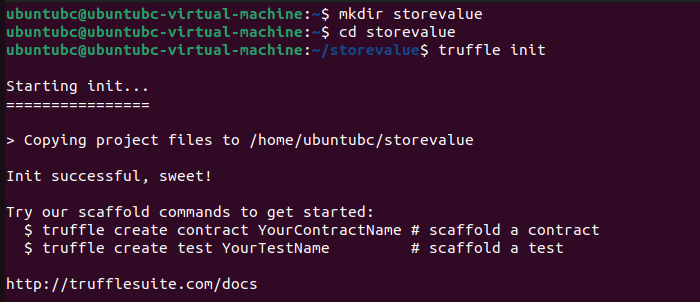 ubuntubc@ubuntubc-virtual-machine:~$ mkdir storevalue
ubuntubc@ubuntubc-virtual-machine:~$ cd storevalue
ubuntubc@ubuntubc-virtual-machine:~/storevalue$ truffle init
Starting init...
================
> Copying project files to /home/ubuntubc/storevalue
Init successful, sweet!
Try our scaffold commands to get started:
  $ truffle create contract YourContractName # scaffold a contract
  $ truffle create test YourTestName         # scaffold a test
http://trufflesuite.com/docs